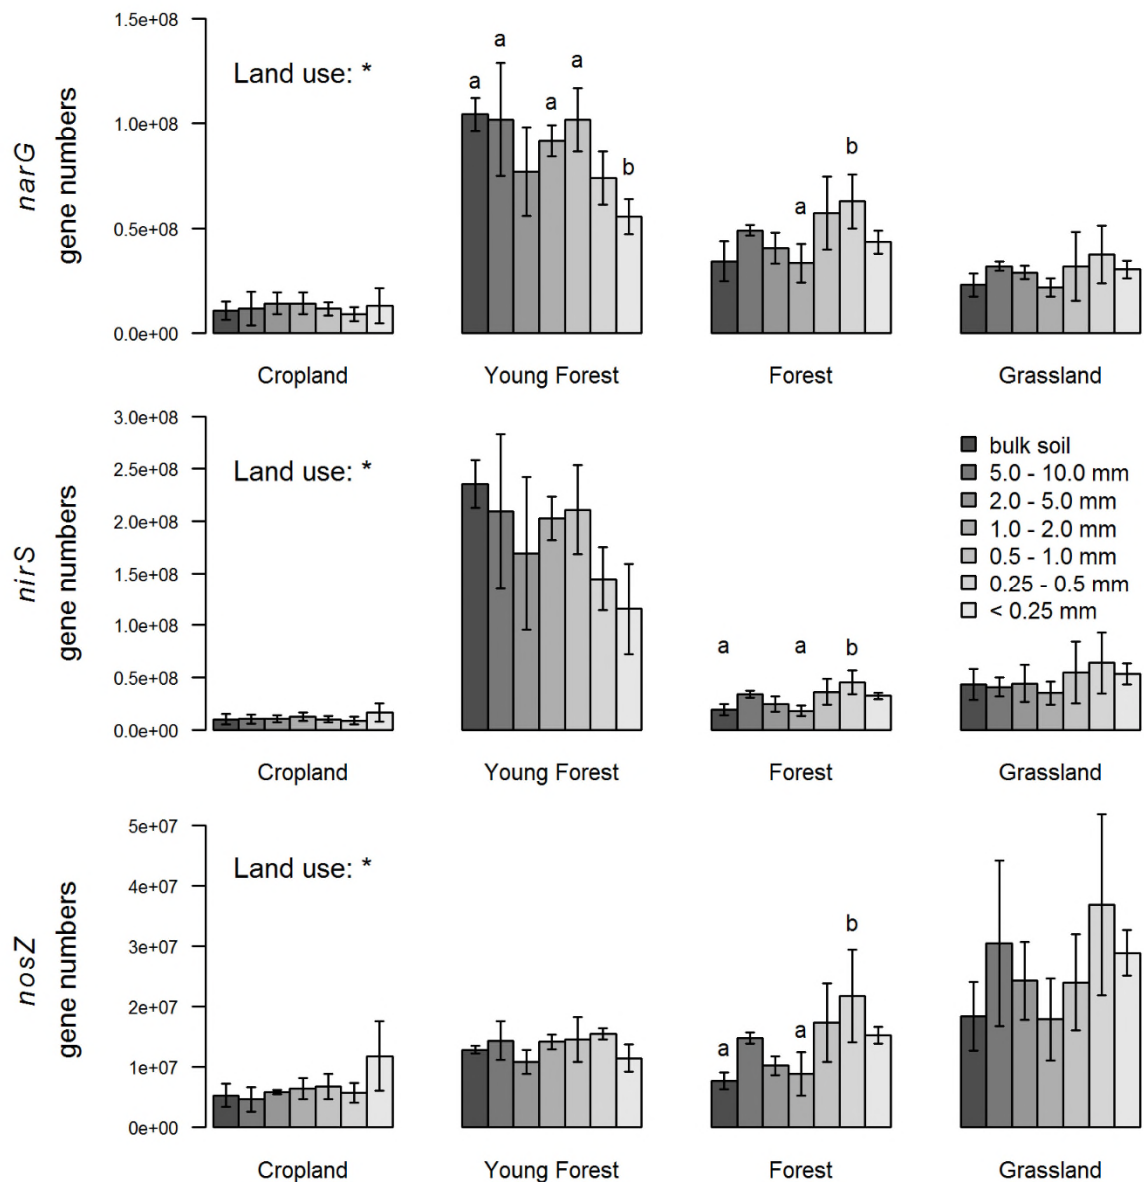 1.5e+08
1.0e+08
0.5e+08
0.0e+00
narG
gene numbers
Land use: *
a
a
a
a
b
a
b
Cropland
Young Forest
Forest
Grassland
3.0e+08
2.5e+08
2.0e+08
1.5e+08
1.0e+08
0.5e+08
0.0e+00
nirS
gene numbers
Land use: *
a
a
b
bulk soil
5.0 - 10.0 mm
2.0 - 5.0 mm
1.0 - 2.0 mm
0.5 - 1.0 mm
0.25 - 0.5 mm
< 0.25 mm
Cropland
Young Forest
Forest
Grassland
5e+07
4e+07
3e+07
2e+07
1e+07
0e+00
nosZ
gene numbers
Land use: *
a
a
b
Cropland
Young Forest
Forest
Grassland